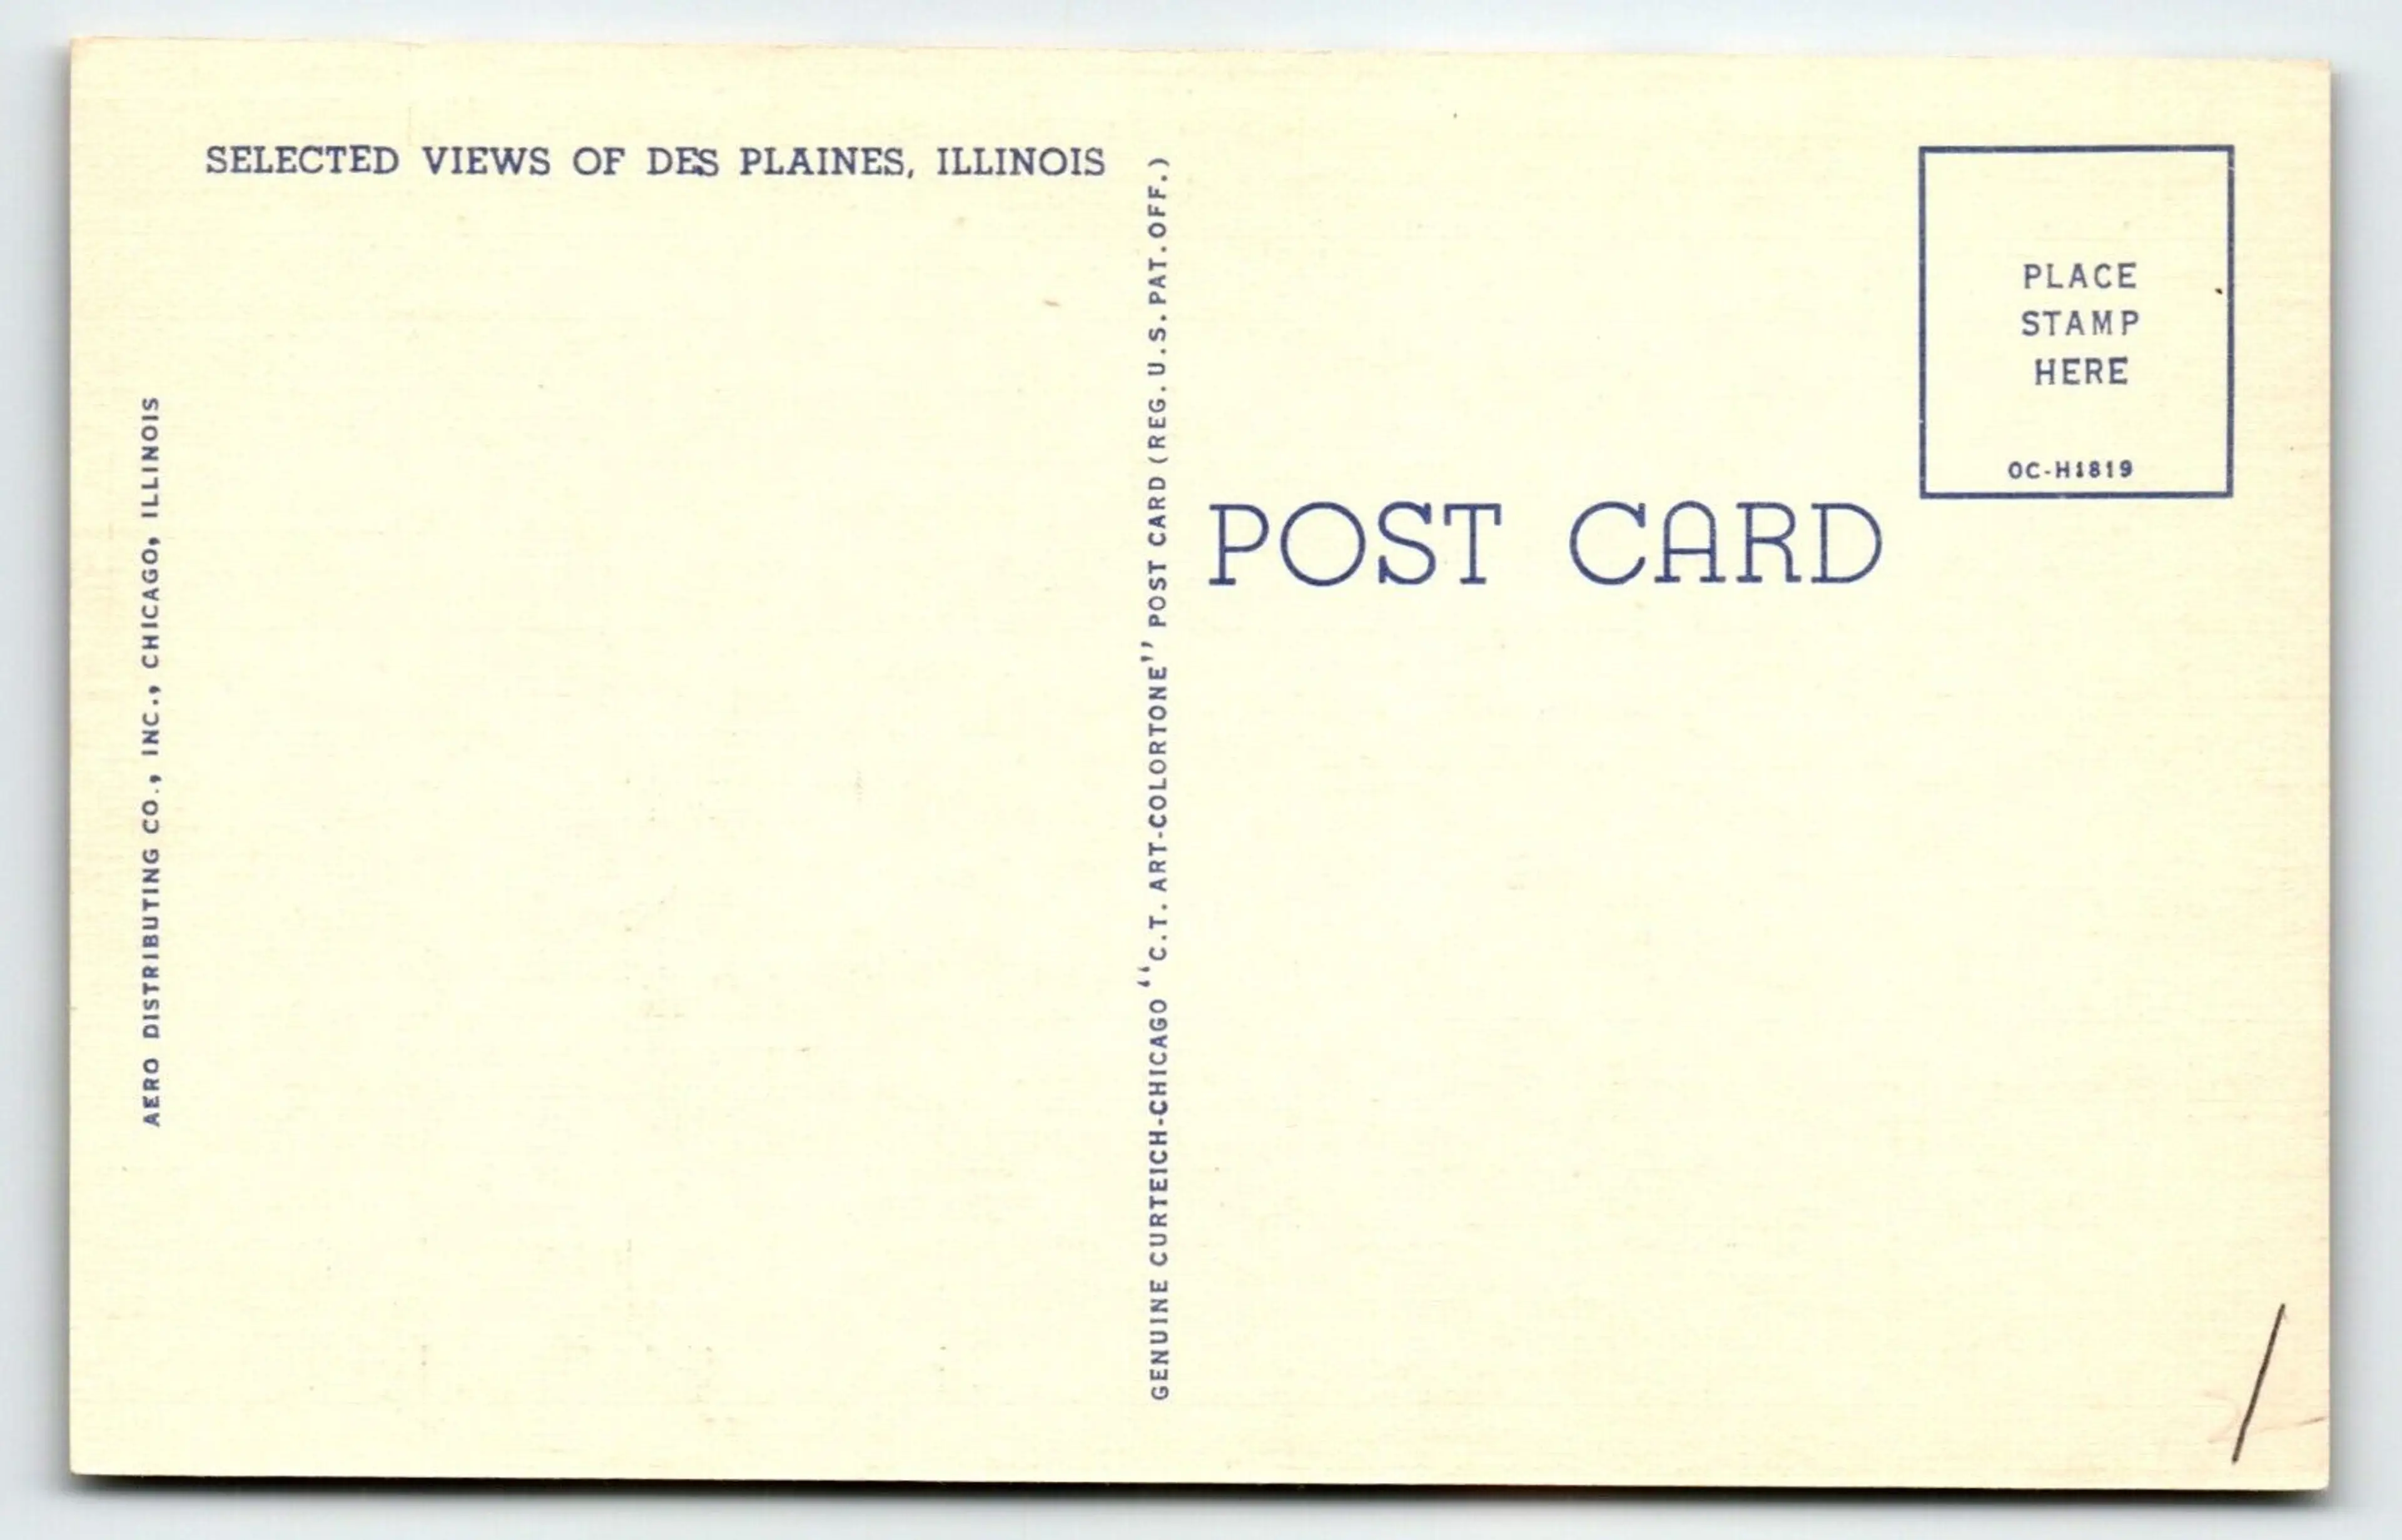 SELECTED VIEWS OF DES PLAINES, ILLINOIS
AERO DISTRIBUTING CO., INC., CHICAGO, ILLINOIS
GENUINE CURTEICH-CHICAGO "C.T. ART-COLORTONE" POST CARD (REG. U.S. PAT. OFF.)
POST CARD
PLACE
STAMP
HERE
OC-H1819